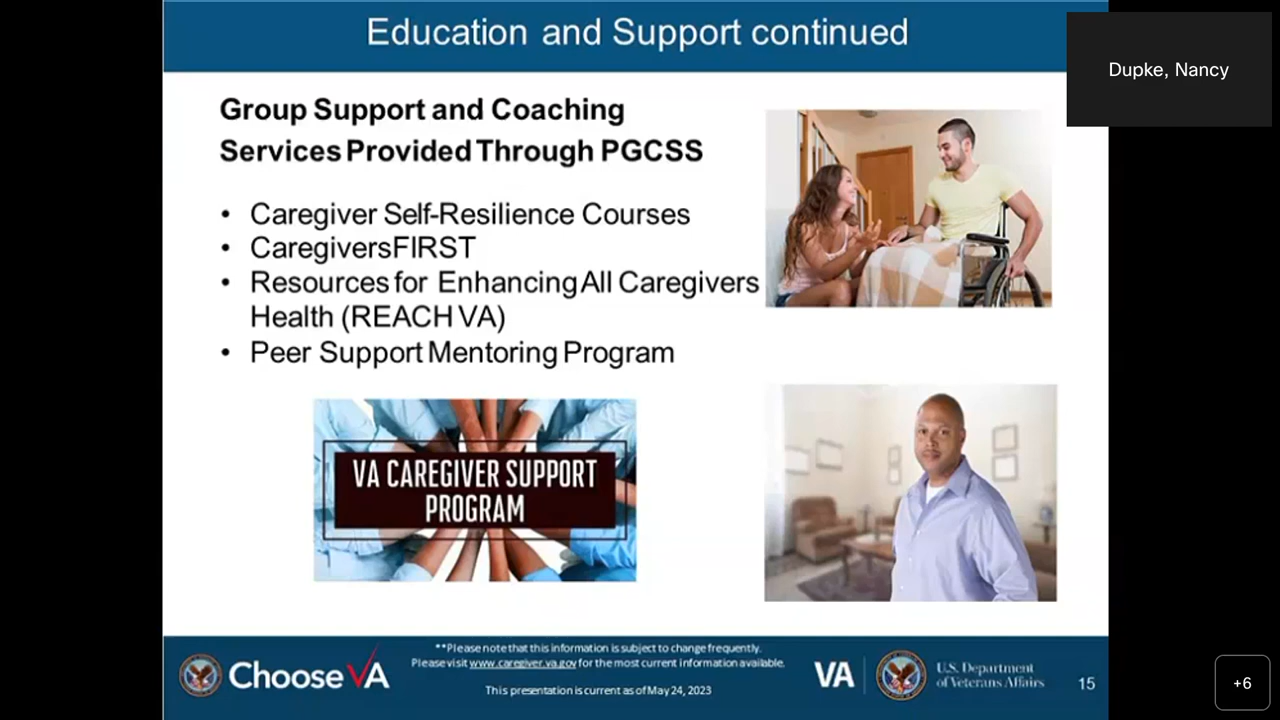 Education and Support continued
Dupke, Nancy
Group Support and Coaching
Services Provided Through PGCSS
• Caregiver Self-Resilience Courses
• CaregiversFIRST
• Resources for Enhancing All Caregivers
Health (REACH VA)
• Peer Support Mentoring Program
VA CAREGIVER SUPPORT
PROGRAM
**Please note that this information is subject to change frequently.
Please visit www.caregiver.va.gov for the most current information available.
This presentation is current as of May 24, 2023
Choose VA
VA
U.S. Department
of Veterans Affairs
15
+6